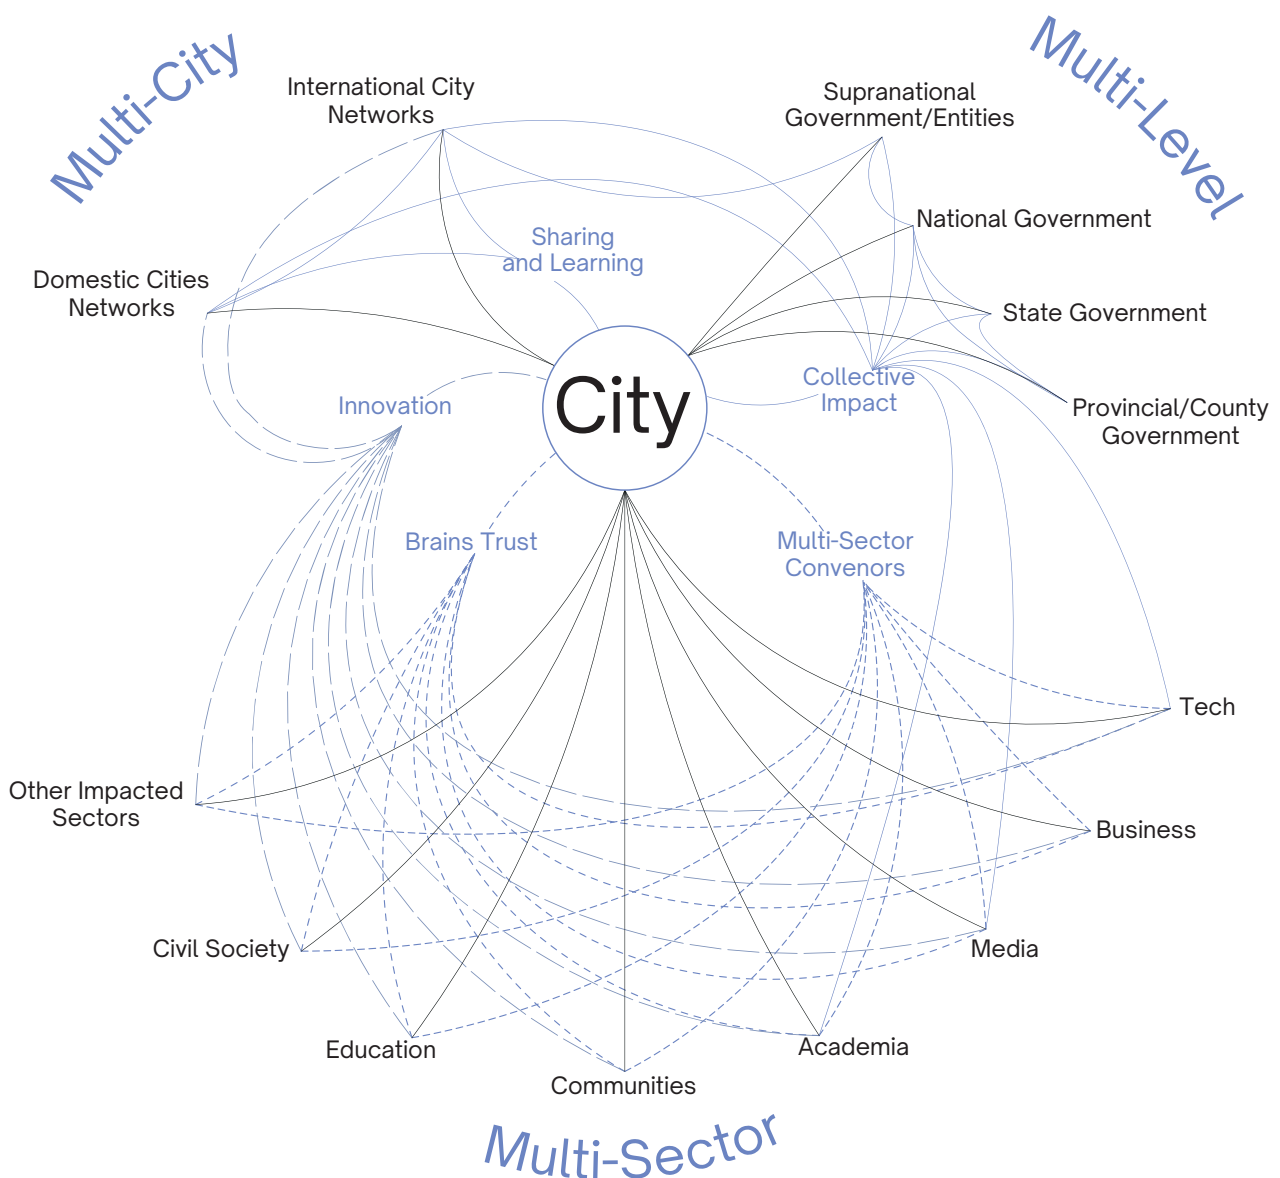 Multi-City
Multi-Level
International City
Networks
Supranational
Government/Entities
National Government
Sharing
and Learning
Domestic Cities
Networks
State Government
Collective
Impact
Innovation
City
Provincial/County
Government
Brains Trust
Multi-Sector
Convenors
Tech
Other Impacted
Sectors
Business
Civil Society
Media
Education
Academia
Communities
Multi-Sector